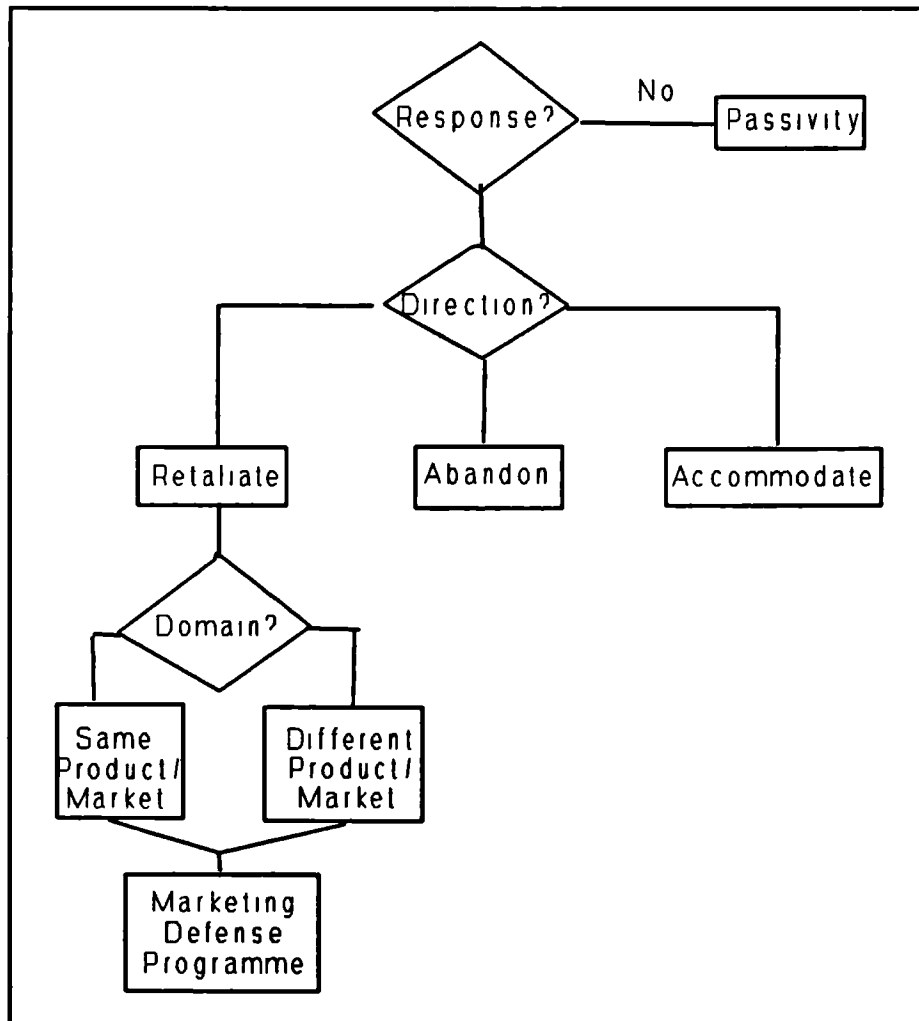 No
Response?
Passivity
Direction?
Retaliate
Abandon
Accommodate
Domain?
Same
Product/
Market
Different
Product/
Market
Marketing
Defense
Programme